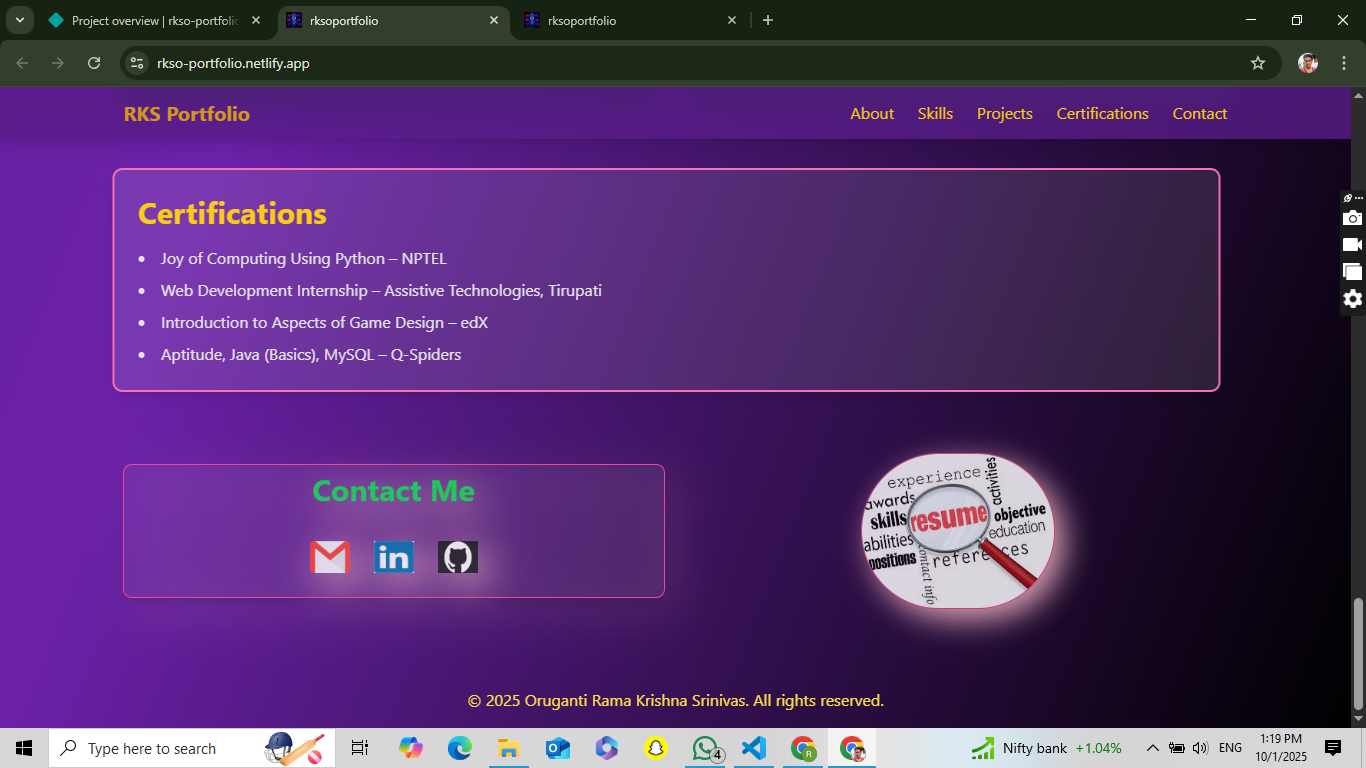 Project overview | rkso-portfolio
rksoportfolio
rksoportfolio
rkso-portfolio.netlify.app
RKS Portfolio
About Skills Projects Certifications Contact
Certifications
• Joy of Computing Using Python – NPTEL
• Web Development Internship – Assistive Technologies, Tirupati
• Introduction to Aspects of Game Design – edX
• Aptitude, Java (Basics), MySQL – Q-Spiders
Contact Me
in
experience
activities
awards
skills
resume
objective
abilities
education
positions
references
contact info
© 2025 Oruganti Rama Krishna Srinivas. All rights reserved.
Type here to search
4
R
Nifty bank +1.04%
ENG
1:19 PM
10/1/2025